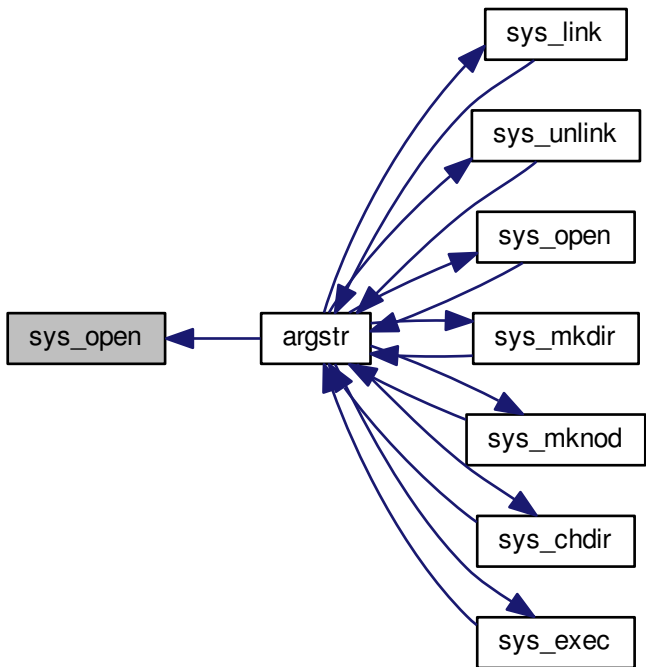 sys_link
sys_unlink
sys_open
sys_open
argstr
sys_mkdir
sys_mknod
sys_chdir
sys_exec